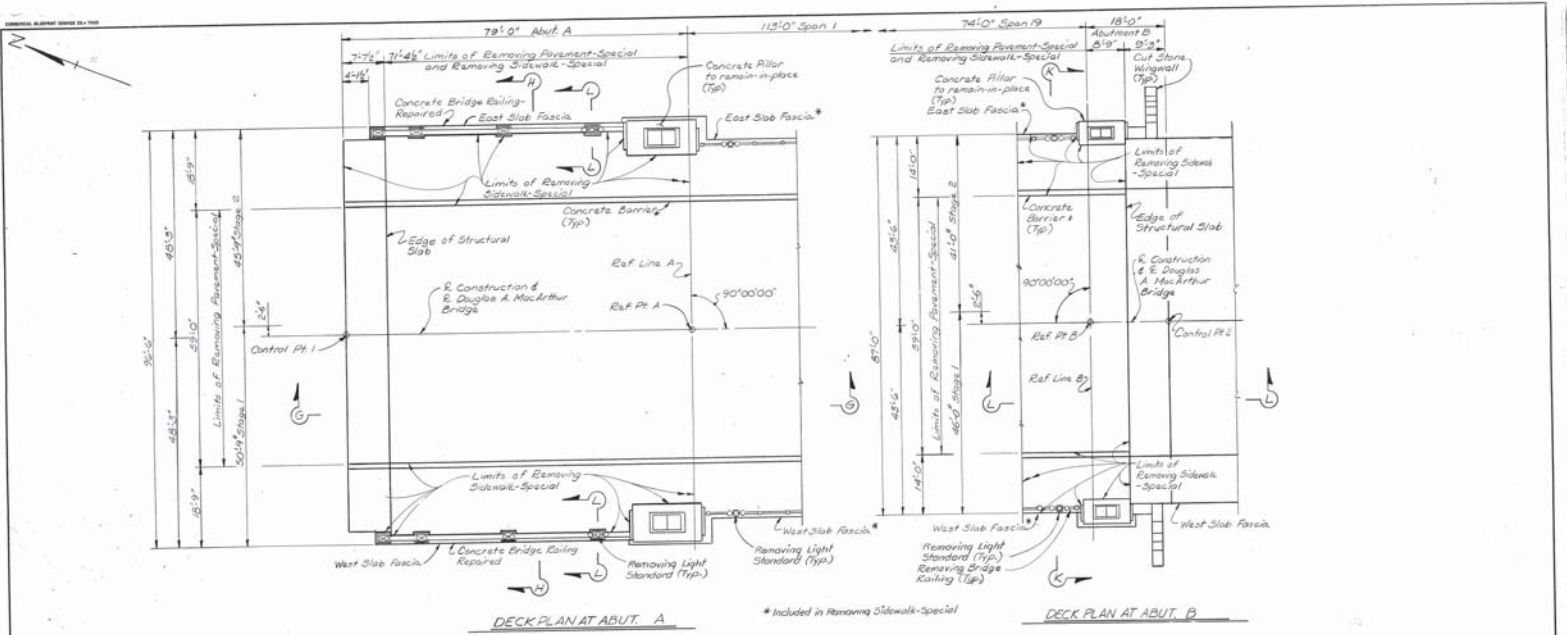 COMMERCIAL BLUEPRINT SERVICE
N
79'-0" Abut. A
113'-0" Span 1
7'-7½"
71'-4½" Limits of Removing Pavement-Special
and Removing Sidewalk-Special
4'-1½"
H
L
Concrete Pillar
to remain-in-place
(Typ.)
Concrete Bridge Railing-
Repaired
East Slab Fascia
East Slab Fascia*
L
Limits of Removing
Sidewalk-Special
Concrete Barrier*
(Typ.)
Edge of Structural
Slab
Ref. Line A
90°00'00"
℄ Construction &
℄ Douglas A. MacArthur
Bridge
Ref. Pt. A
Control Pt. 1
G
G
96'-6"
48'-3"
48'-3"
18'-9"
59'-0"
18'-9"
Limits of Removing Pavement-Special
45'-9" Stage 2
2'-6"
50'-9" Stage 1
Limits of Removing
Sidewalk-Special
L
West Slab Fascia
Concrete Bridge Railing
Repaired
L
H
Removing Light
Standard (Typ.)
West Slab Fascia*
Removing Light
Standard (Typ.)
DECK PLAN AT ABUT. A
* Included in Removing Sidewalk-Special
74'-0" Span 19
18'-0"
Abutment B
8'-9"
9'-3"
Limits of Removing Pavement-Special
and Removing Sidewalk-Special
K
Cut Stone
Wingwall
(Typ.)
Concrete Pillar
to remain-in-place
(Typ.)
East Slab Fascia*
Limits of
Removing Sidewalk
-Special
Concrete
Barrier *
(Typ.)
Edge of
Structural Slab
℄ Construction
& ℄ Douglas
A. MacArthur
Bridge
90°00'00"
Ref. Pt. B
Control Pt. 2
Ref. Line B
L
L
87'-0"
43'-6"
43'-6"
14'-0"
59'-0"
14'-0"
Limits of Removing Pavement-Special
41'-0" Stage 2
2'-6"
46'-0" Stage 1
Limits of
Removing Sidewalk
-Special
West Slab Fascia*
West Slab Fascia
Removing Light
Standard (Typ.)
Removing Bridge
Railing (Typ.)
K
DECK PLAN AT ABUT. B